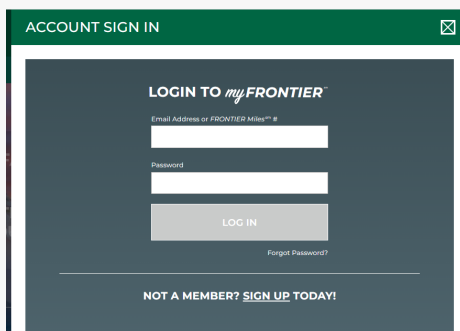 ACCOUNT SIGN IN
LOGIN TO myFRONTIER℠
Email Address or FRONTIER Miles℠ #
Password
LOG IN
Forgot Password?
NOT A MEMBER? SIGN UP TODAY!